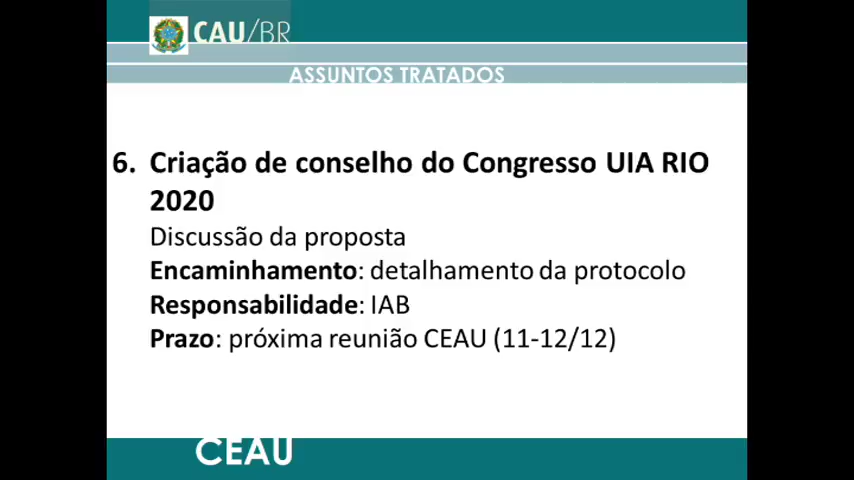 CAU/BR
ASSUNTOS TRATADOS
6. Criação de conselho do Congresso UIA RIO
2020
Discussão da proposta
Encaminhamento: detalhamento da protocolo
Responsabilidade: IAB
Prazo: próxima reunião CEAU (11-12/12)
CEAU